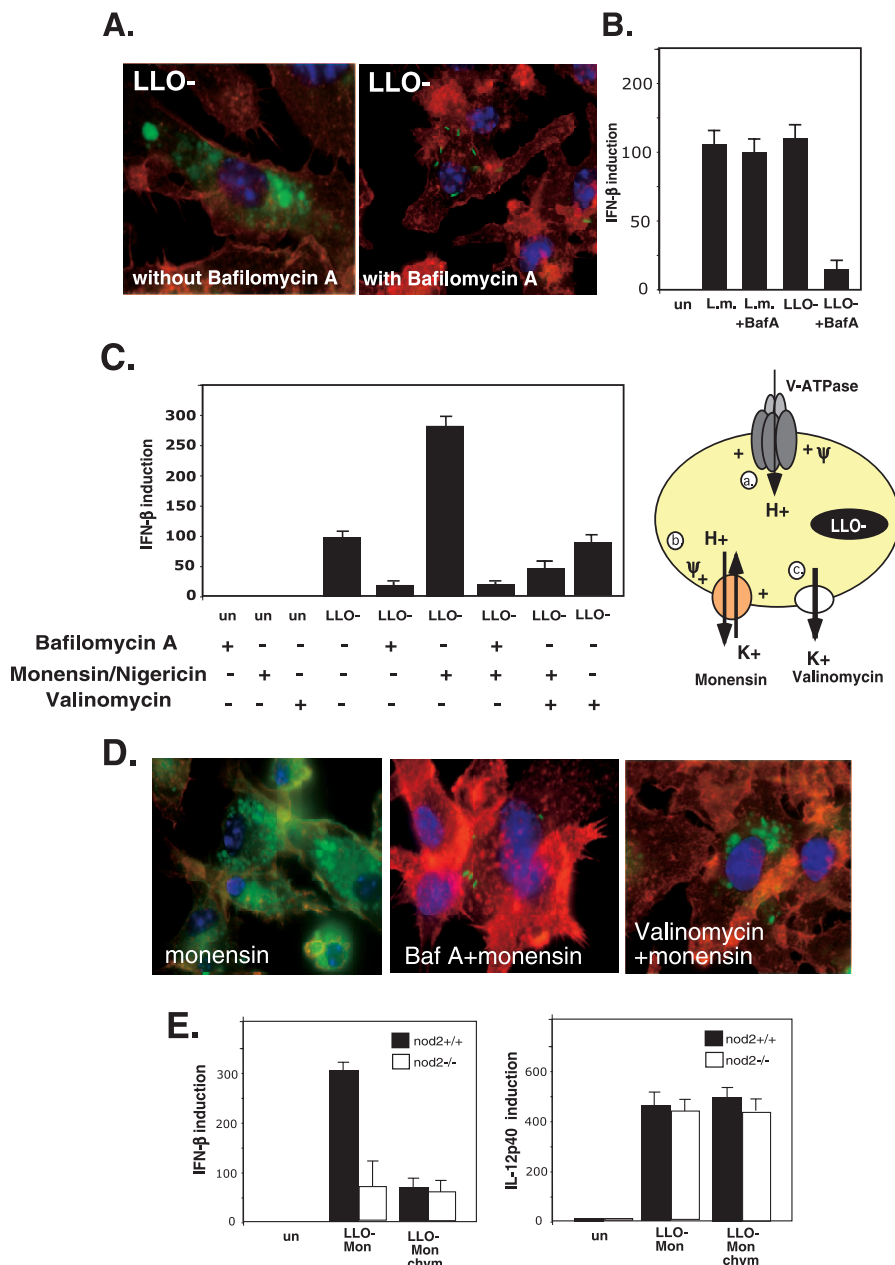 A.
LLO-
without Bafilomycin A
LLO-
with Bafilomycin A
B.
IFN-β induction
200
100
50
0
un L.m. L.m. +BafA LLO- LLO- +BafA
C.
IFN-β induction
300
250
200
150
100
50
0
un un un LLO- LLO- LLO- LLO- LLO- LLO-
Bafilomycin A + - - - + - + - -
Monensin/Nigericin - + - - - + + + -
Valinomycin - - + - - - - + +
V-ATPase
+ + ψ
a.
H+
LLO-
b
H+
ψ + +
c.
K+
K+
Monensin
Valinomycin
D.
monensin
Baf A+monensin
Valinomycin
+monensin
E.
IFN-β induction
300
200
100
0
nod2+/+
nod2-/-
un LLO- Mon LLO- Mon chym
IL-12p40 induction
600
400
200
0
nod2+/+
nod2-/-
un LLO- Mon LLO- Mon chym